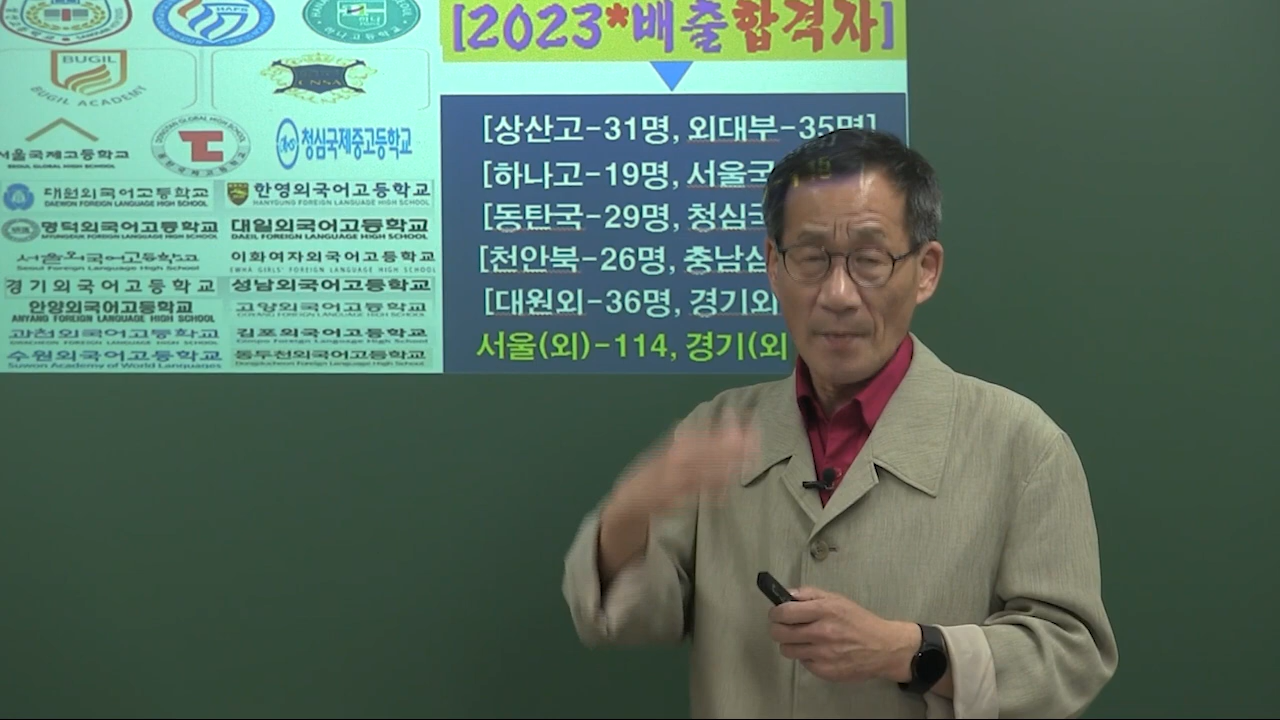 [2023*배출합격자]
BUGIL
BUGIL ACADEMY
CNSA
[상산고-31명, 외대부-35명]
서울국제고등학교
SEOUL GLOBAL HIGH SCHOOL
청심국제중고등학교
[하나고-19명, 서울국
대원외국어고등학교
DAEWON FOREIGN LANGUAGE HIGH SCHOOL
한영외국어고등학교
HANYOUNG FOREIGN LANGUAGE HIGH SCHOOL
[동탄국-29명, 청심국
명덕외국어고등학교
MYUNGDUK FOREIGN LANGUAGE HIGH SCHOOL
대일외국어고등학교
DAEIL FOREIGN LANGUAGE HIGH SCHOOL
[천안북-26명, 충남삼
서울외국어고등학교
Seoul Foreign Language High School
이화여자외국어고등학교
EWHA GIRLS' FOREIGN LANGUAGE HIGH SCHOOL
경기외국어고등학교
성남외국어고등학교
[대원외-36명, 경기외
안양외국어고등학교
ANYANG FOREIGN LANGUAGE HIGH SCHOOL
고양외국어고등학교
과천외국어고등학교
김포외국어고등학교
서울(외)-114, 경기(외
수원외국어고등학교
Suwon Academy of World Languages
동두천외국어고등학교